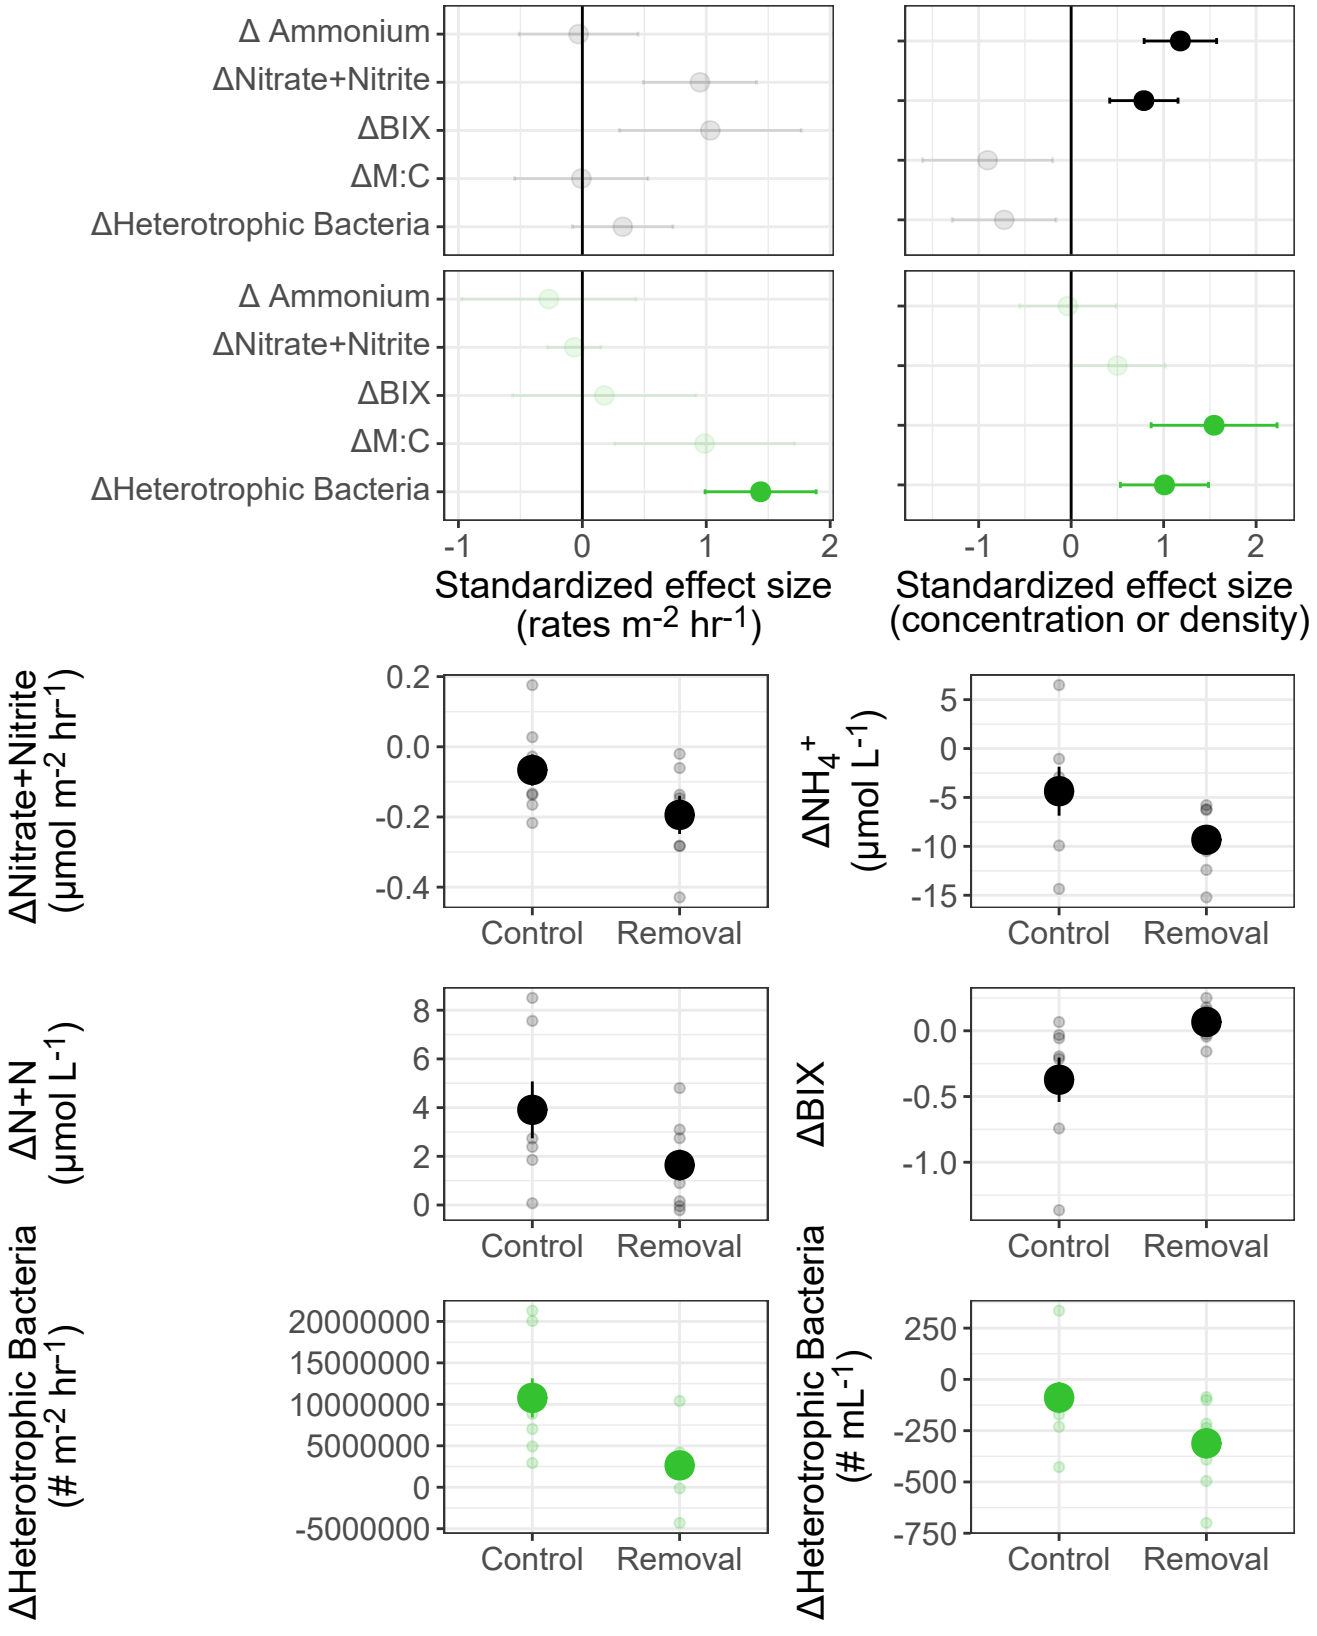 Δ Ammonium
ΔNitrate+Nitrite
ΔBIX
ΔM:C
ΔHeterotrophic Bacteria
Δ Ammonium
ΔNitrate+Nitrite
ΔBIX
ΔM:C
ΔHeterotrophic Bacteria
-1 0 1 2
Standardized effect size
(rates m-2 hr-1)
-1 0 1 2
Standardized effect size
(concentration or density)
ΔNitrate+Nitrite
(μmol m-2 hr-1)
0.2
0.0
-0.2
-0.4
Control Removal
ΔNH4+
(μmol L-1)
5
0
-5
-10
-15
Control Removal
ΔN+N
(μmol L-1)
8
6
4
2
0
Control Removal
ΔBIX
0.0
-0.5
-1.0
Control Removal
ΔHeterotrophic Bacteria
(# m-2 hr-1)
20000000
15000000
10000000
5000000
0
-5000000
Control Removal
ΔHeterotrophic Bacteria
(# mL-1)
250
0
-250
-500
-750
Control Removal